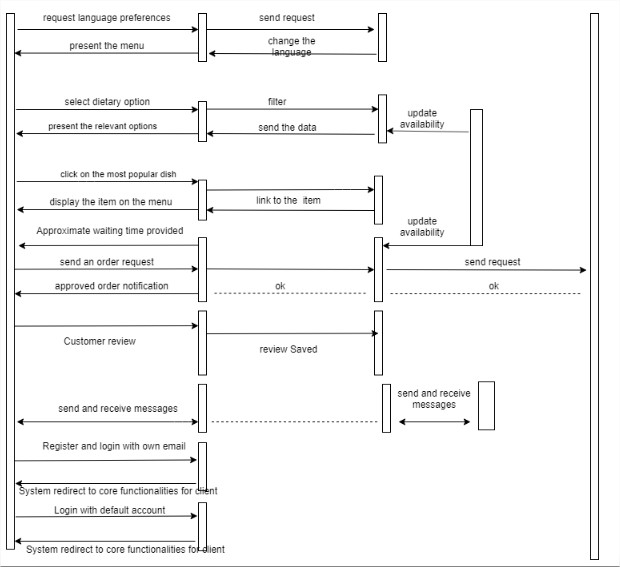 request language preferences
send request
present the menu
change the
language
select dietary option
filter
update
availability
present the relevant options
send the data
click on the most popular dish
display the item on the menu
link to the item
update
availability
Approximate waiting time provided
send an order request
send request
approved order notification
ok
ok
Customer review
review Saved
send and receive
messages
send and receive messages
Register and login with own email
System redirect to core functionalities for client
Login with default account
System redirect to core functionalities for client